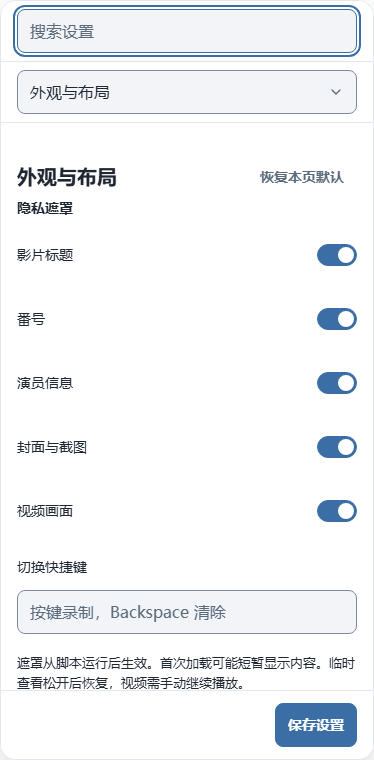 搜索设置
外观与布局
外观与布局
恢复本页默认
隐私遮罩
影片标题
番号
演员信息
封面与截图
视频画面
切换快捷键
按键录制，Backspace 清除
遮罩从脚本运行后生效。首次加载可能短暂显示内容。临时
查看松开后恢复，视频需手动继续播放。
保存设置